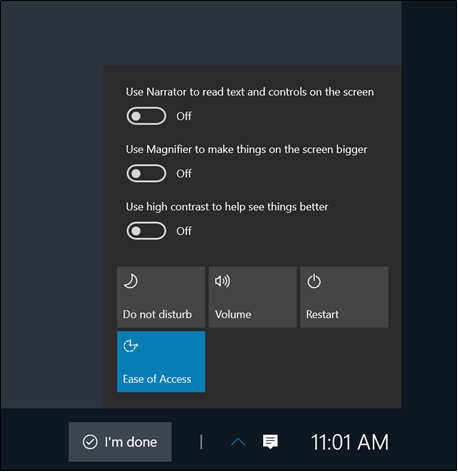 Use Narrator to read text and controls on the screen
Off
Use Magnifier to make things on the screen bigger
Off
Use high contrast to help see things better
Off
Do not disturb
Volume
Restart
Ease of Access
I'm done
11:01 AM